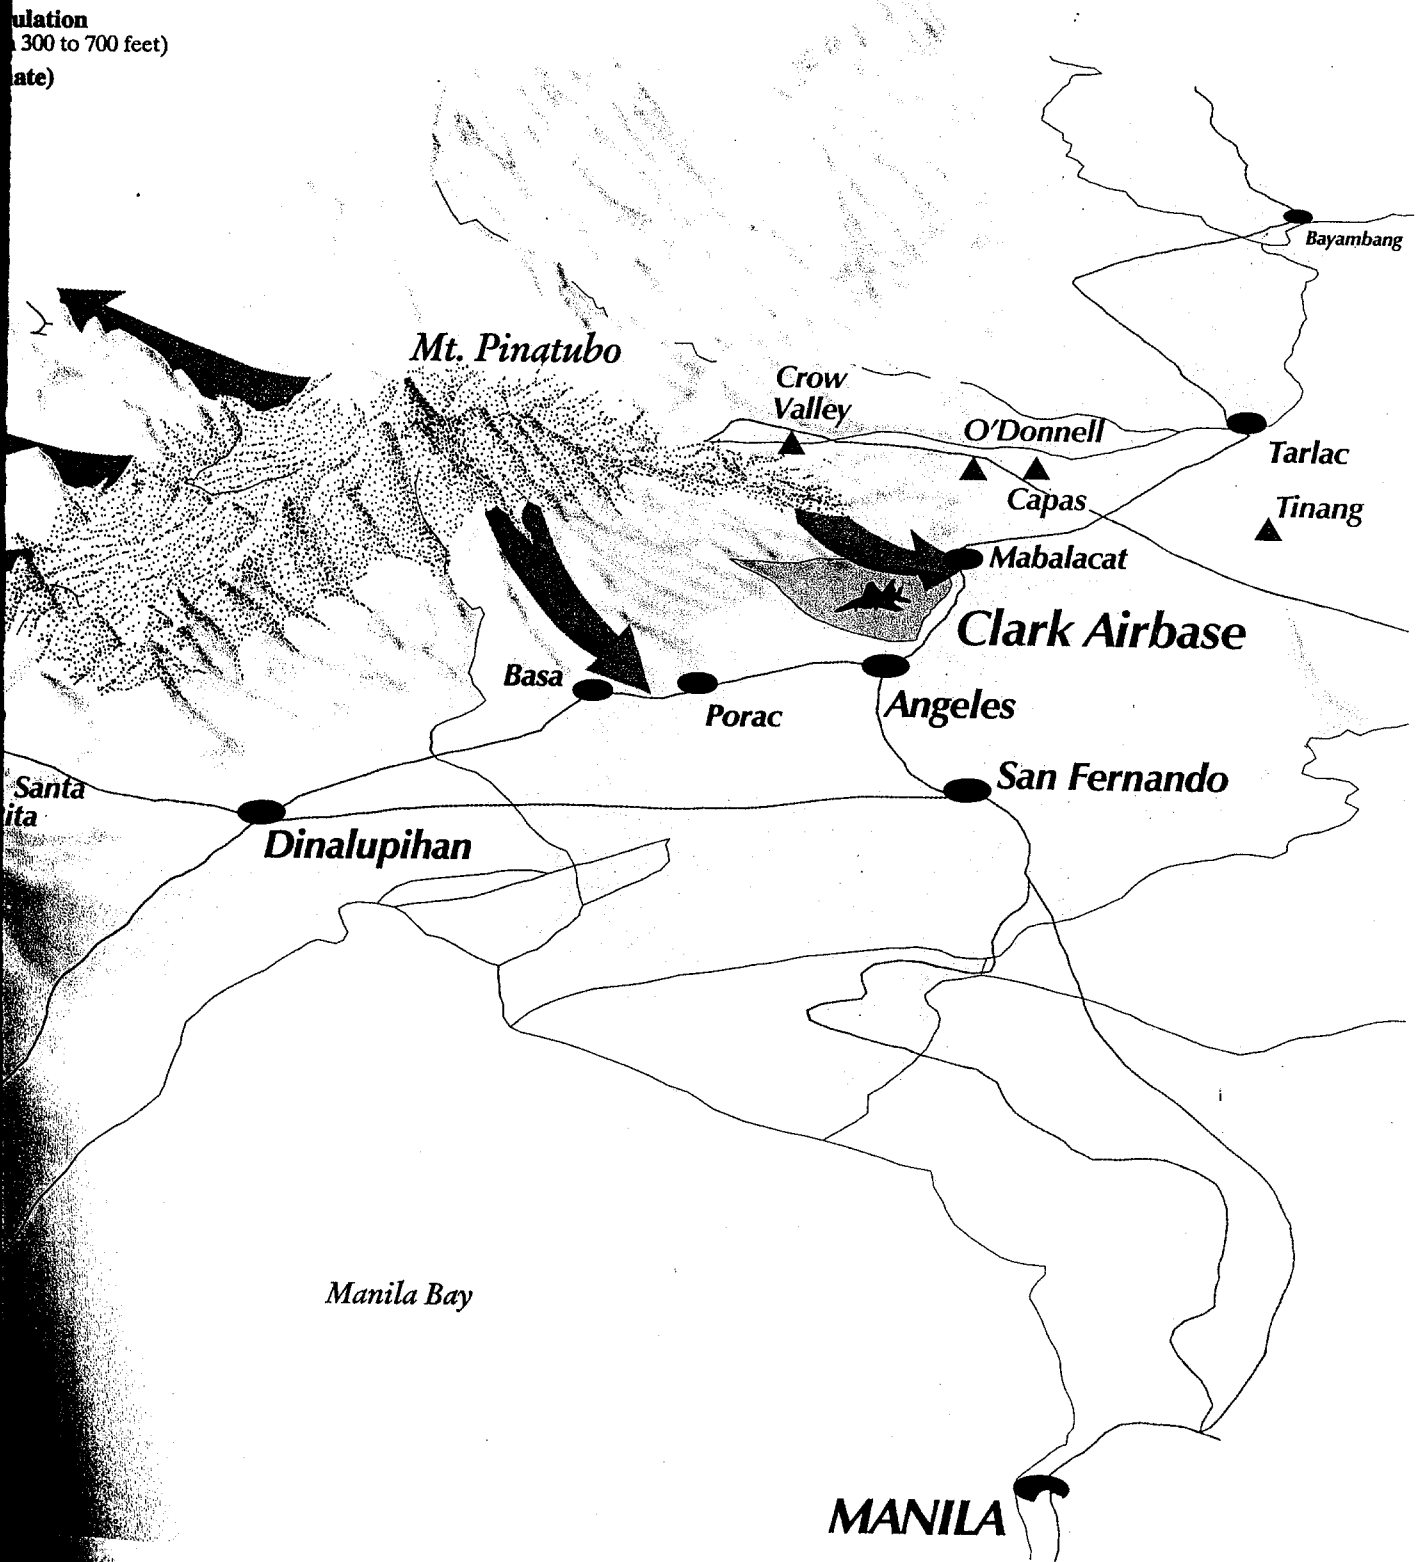 ulation
300 to 700 feet)
ate)
Bayambang
Mt. Pinatubo
Crow
Valley
O'Donnell
Tarlac
Capas
Tinang
Mabalacat
Clark Airbase
Basa
Porac
Angeles
San Fernando
Santa
ita
Dinalupihan
Manila Bay
MANILA